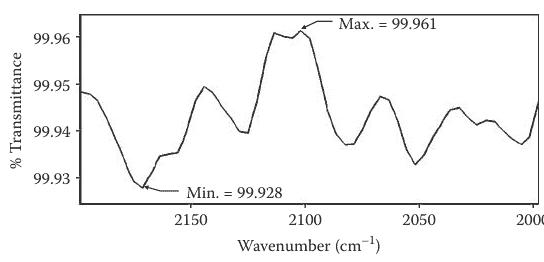 Max. = 99.961
99.96
99.95
99.94
99.93
% Transmittance
Min. = 99.928
2150
2100
2050
2000
Wavenumber (cm⁻¹)